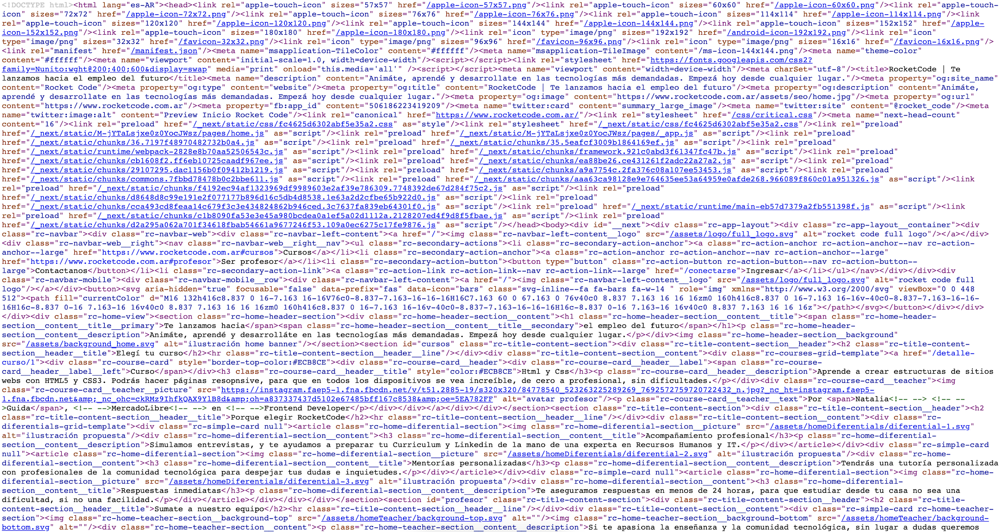 <!DOCTYPE html><html lang="es-AR"><head><link rel="apple-touch-icon" sizes="57x57" href="/apple-icon-57x57.png"/><link rel="apple-touch-icon" sizes="60x60" href="/apple-icon-60x60.png"/><link rel="apple-touch-
icon" sizes="72x72" href="/apple-icon-72x72.png"/><link rel="apple-touch-icon" sizes="76x76" href="/apple-icon-76x76.png"/><link rel="apple-touch-icon" sizes="114x114" href="/apple-icon-114x114.png"/><link
rel="apple-touch-icon" sizes="120x120" href="/apple-icon-120x120.png"/><link rel="apple-touch-icon" sizes="144x144" href="/apple-icon-144x144.png"/><link rel="apple-touch-icon" sizes="152x152" href="/apple-
icon-152x152.png"/><link rel="apple-touch-icon" sizes="180x180" href="/apple-icon-180x180.png"/><link rel="icon" type="image/png" sizes="192x192" href="/android-icon-192x192.png"/><link rel="icon"
type="image/png" sizes="32x32" href="/favicon-32x32.png"/><link rel="icon" type="image/png" sizes="96x96" href="/favicon-96x96.png"/><link rel="icon" type="image/png" sizes="16x16" href="/favicon-16x16.png"/>
<link rel="manifest" href="/manifest.json"/><meta name="msapplication-TileColor" content="#ffffff"/><meta name="msapplication-TileImage" content="/ms-icon-144x144.png"/><meta name="theme-color"
content="#ffffff"/><meta name="viewport" content="initial-scale=1.0, width=device-width"/><script></script><link rel="stylesheet" href="https://fonts.googleapis.com/css2?
family=Nunito:wght@200;400;600&display=swap" media="print" onload="this.media='all'" /><script></script><meta name="viewport" content="width=device-width"/><meta charSet="utf-8"/><title>RocketCode | Te
lanzamos hacia el empleo del futuro</title><meta name="description" content="Animáte, aprendé y desarrollate en las tecnologías más demandadas. Empezá hoy desde cualquier lugar."/><meta property="og:site_name"
content="Rocket Code"/><meta property="og:type" content="website"/><meta property="og:title" content="RocketCode | Te lanzamos hacia el empleo del futuro"/><meta property="og:description" content="Animáte,
aprendé y desarrollate en las tecnologías más demandadas. Empezá hoy desde cualquier lugar."/><meta property="og:image" content="https://www.rocketcode.com.ar/assets/seo/home.jpg"/><meta property="og:url"
content="https://www.rocketcode.com.ar"/><meta property="fb:app_id" content="506186223419209"/><meta name="twitter:card" content="summary_large_image"/><meta name="twitter:site" content="@rocket_code"/><meta
name="twitter:image:alt" content="Preview Inicio Rocket Code"/><link rel="canonical" href="https://www.rocketcode.com.ar/"/><link rel="stylesheet" href="/css/critical.css"/><meta name="next-head-count"
content="16"/><link rel="preload" href="/_next/static/css/fc4625d6302abf5e35a2.css" as="style"/><link rel="stylesheet" href="/_next/static/css/fc4625d6302abf5e35a2.css"/><link rel="preload"
href="/_next/static/M-jYTaLsjxe0z0YocJWsz/pages/home.js" as="script"/><link rel="preload" href="/_next/static/M-jYTaLsjxe0z0YocJWsz/pages/_app.js" as="script"/><link rel="preload"
href="/_next/static/chunks/36.7197f48970482732b0a4.js" as="script"/><link rel="preload" href="/_next/static/chunks/35.5eafcf3009b1864169ef.js" as="script"/><link rel="preload"
href="/_next/static/runtime/webpack-2828e8b70aa52506543c.js" as="script"/><link rel="preload" href="/_next/static/chunks/framework.921c0abd3f61347fc47b.js" as="script"/><link rel="preload"
href="/_next/static/chunks/cb1608f2.ff6eb10725caadf967ee.js" as="script"/><link rel="preload" href="/_next/static/chunks/ea88be26.ce431261f2adc22a27a2.js" as="script"/><link rel="preload"
href="/_next/static/chunks/29107295.dac1156b0f09412b1219.js" as="script"/><link rel="preload" href="/_next/static/chunks/a9a7754c.2fa376c08a107ee53453.js" as="script"/><link rel="preload"
href="/_next/static/chunks/commons.7fbbd78478b0c2bbe611.js" as="script"/><link rel="preload" href="/_next/static/chunks/aaa63ca98128e9e764635ee53a64959e0afde268.966089f860c01a951326.js" as="script"/><link
rel="preload" href="/_next/static/chunks/f4192ec94af1323969df9989603e2af39e786309.7748392de67d284f75c2.js" as="script"/><link rel="preload"
href="/_next/static/chunks/d8648d8c99e191e2f077177b896d16c5db4d8538.1e63a2d2cfbe65b922d0.js" as="script"/><link rel="preload"
href="/_next/static/chunks/cca493cd8feaa14c679f3c3e434824862b946ced.3c7637fa839eb64301f0.js" as="script"/><link rel="preload" href="/_next/static/runtime/main-eb57d7379a2fb551398f.js" as="script"/><link
rel="preload" href="/_next/static/chunks/c1b8090fa53e3e45a980bcdea0a1ef5a02d1112a.2128207ed4f9d8f5fbae.js" as="script"/><link rel="preload"
href="/_next/static/chunks/d2a295a062a701f34618fbab54661a9677246f53.109a0ec6275c17fe9876.js" as="script"/></head><body><div id="__next"><div class="rc-app-layout"><div class="rc-app-layout__container"><div
class="rc-navbar"><div class="rc-navbar-web"><div class="rc-navbar-left-content"><a href="/"><img class="rc-navbar-left-content__logo" src="/assets/logo/full_logo.svg" alt="rocket code full logo"/></a></div>
<div class="rc-navbar-web__right"><nav class="rc-navbar-web__right__nav"><ul class="rc-secondary-actions"><li class="rc-secondary-action-anchor"><a class="rc-action-anchor rc-action-anchor--nav rc-action-
anchor--large" href="https://www.rocketcode.com.ar#cursos">Cursos</a></li><li class="rc-secondary-action-anchor"><a class="rc-action-anchor rc-action-anchor--nav rc-action-anchor--large"
href="https://www.rocketcode.com.ar#profesor">Ser profesor</a></li><li class="rc-secondary-action-button"><button type="button" class="rc-action-button rc-action-button--nav rc-action-button--
large">Contactanos</button></li><li class="rc-secondary-action-link"><a class="rc-action-link rc-action-link--nav rc-action-link--large" href="/conectarse">Ingresar</a></li></ul></nav></div></div><div
class="rc-navbar-mobile"><div class="rc-navbar-mobile__row"><div class="rc-navbar-left-content"><a href="/"><img class="rc-navbar-left-content__logo" src="/assets/logo/full_logo.svg" alt="rocket code full
logo"/></a></div><button><svg aria-hidden="true" focusable="false" data-prefix="fas" data-icon="bars" class="svg-inline--fa fa-bars fa-w-14 " role="img" xmlns="http://www.w3.org/2000/svg" viewBox="0 0 448
512"><path fill="currentColor" d="M16 132h416c8.837 0 16-7.163 16-16V76c0-8.837-7.163-16-16-16H16C7.163 60 0 67.163 0 76v40c0 8.837 7.163 16 16 16zm0 160h416c8.837 0 16-7.163 16-16v-40c0-8.837-7.163-16-16-
16H16c-8.837 0-16 7.163-16 16v40c0 8.837 7.163 16 16 16zm0 160h416c8.837 0 16-7.163 16-16v-40c0-8.837-7.163-16-16-16H16c-8.837 0-16 7.163-16 16v40c0 8.837 7.163 16 16 16z"></path></svg></button></div></div>
</div><div class="rc-home-view"><section class="rc-home-header-section"><div class="rc-home-header-section__content"><h1 class="rc-home-header-section__content__title"><span class="rc-home-header-
section__content__title__primary">Te lanzamos hacia</span><span class="rc-home-header-section__content__title__secondary">el empleo del futuro</span></h1><p class="rc-home-header-
section__content__description">Animáte, aprendé y desarrolláte en las tecnologías más demandadas. Empezá hoy desde cualquier lugar.</p></div><img class="rc-home-header-section__background"
src="/assets/background_home.svg" alt="ilustración home banner"/></section><section id="cursos" class="rc-title-content-section"><div class="rc-title-content-section__header"><h2 class="rc-title-content-
section__header__title">Elegí tu curso</h2><hr class="rc-title-content-section__header__line"/></div><div class="rc-title-content-section__content"><div class="rc-courses-grid-template"><a href="/detalle-
curso/1"><div class="rc-course-card" style="border-top-color:#ECB8CE"><div class="rc-course-card__header"><div class="rc-course-card__header__label"><span class="rc-course-
card__header__label__left">Curso</span></div><h3 class="rc-course-card__header__title" style="color:#ECB8CE">Html y Css</h3><p class="rc-course-card__header__description">Aprende a crear estructuras de sitios
webs con HTML5 y CSS3. Podrás hacer páginas resopnsive, para que en todos los dispositivos se vea increíble, de cero a profesional, sin dificultades.</p></div><div class="rc-course-card__teacher"><img
class="rc-course-card__teacher__picture" src="https://instagram.faep5-1.fna.fbcdn.net/v/t51.2885-19/s320x320/84778540_523263225289269_7692572759720722432_n.jpg?_nc_ht=instagram.faep5-
1.fna.fbcdn.net&amp;_nc_ohc=ckRMz9IhfkQAX9YlB8d&amp;oh=a837337437d5102e67485bff167c8538&amp;oe=5EA782FF" alt="avatar profesor"/><p class="rc-course-card__teacher__text">Por <span>Natalia<!-- --> <!-- --
>Guida</span>, <!-- -->MercadoLibre<!-- --> en <!-- -->Frontend Developer</p></div></div></a></div></div></section><section class="rc-title-content-section"><div class="rc-title-content-section__header"><h2
class="rc-title-content-section__header__title">Porque elegir RocketCode</h2><hr class="rc-title-content-section__header__line"/></div><div class="rc-title-content-section__content"><div class="rc-
diferentials-grid-template"><div class="rc-simple-card null"><article class="rc-home-diferential-section"><img class="rc-home-diferential-section__picture" src="/assets/homeDiferentials/diferential-1.svg"
alt="ilustración propuesta"/><div class="rc-home-diferential-section__content"><h3 class="rc-home-diferential-section__content__title">Acompañamiento profesional</h3><p class="rc-home-diferential-
section__content__description">Simulamos entrevistas, y te ayudamos a preparar tu Curriculum y Linkedin de la mano de una experta en Recursos Humanos y IT.</p></div></article></div><div class="rc-simple-card
null"><article class="rc-home-diferential-section"><img class="rc-home-diferential-section__picture" src="/assets/homeDiferentials/diferential-2.svg" alt="ilustración propuesta"/><div class="rc-home-
diferential-section__content"><h3 class="rc-home-diferential-section__content__title">Mentorías personalizadas</h3><p class="rc-home-diferential-section__content__description">Tendrás una tutoría personalizada
con profesionales de la comunidad tecnológica para despejar tus dudas e inquietudes.</p></div></article></div><div class="rc-simple-card null"><article class="rc-home-diferential-section"><img class="rc-home-
diferential-section__picture" src="/assets/homeDiferentials/diferential-3.svg" alt="ilustración propuesta"/><div class="rc-home-diferential-section__content"><h3 class="rc-home-diferential-
section__content__title">Respuestas inmediatas</h3><p class="rc-home-diferential-section__content__description">Te aseguramos respuestas en menos de 24 horas, para que estudiar desde tu casa no sea una
dificultad, si no una facilidad.</p></div></article></div></div></div></section><section id="profesor" class="rc-title-content-section"><div class="rc-title-content-section__header"><h2 class="rc-title-
content-section__header__title">Sumate a nuestro equipo</h2><hr class="rc-title-content-section__header__line"/></div><div class="rc-title-content-section__content"><div class="rc-simple-card rc-home-teacher-
section"><img class="rc-home-teacher-section__background-top" src="/assets/homeTeacher/background-top.svg" alt=""/><img class="rc-home-teacher-section__background-bottom" src="/assets/homeTeacher/background-
bottom.svg" alt=""/><div class="rc-home-teacher-section__content"><p class="rc-home-teacher-section__content__description">Si te apasiona la enseñanza y la comunidad tecnológica, sin lugar a dudas queremos